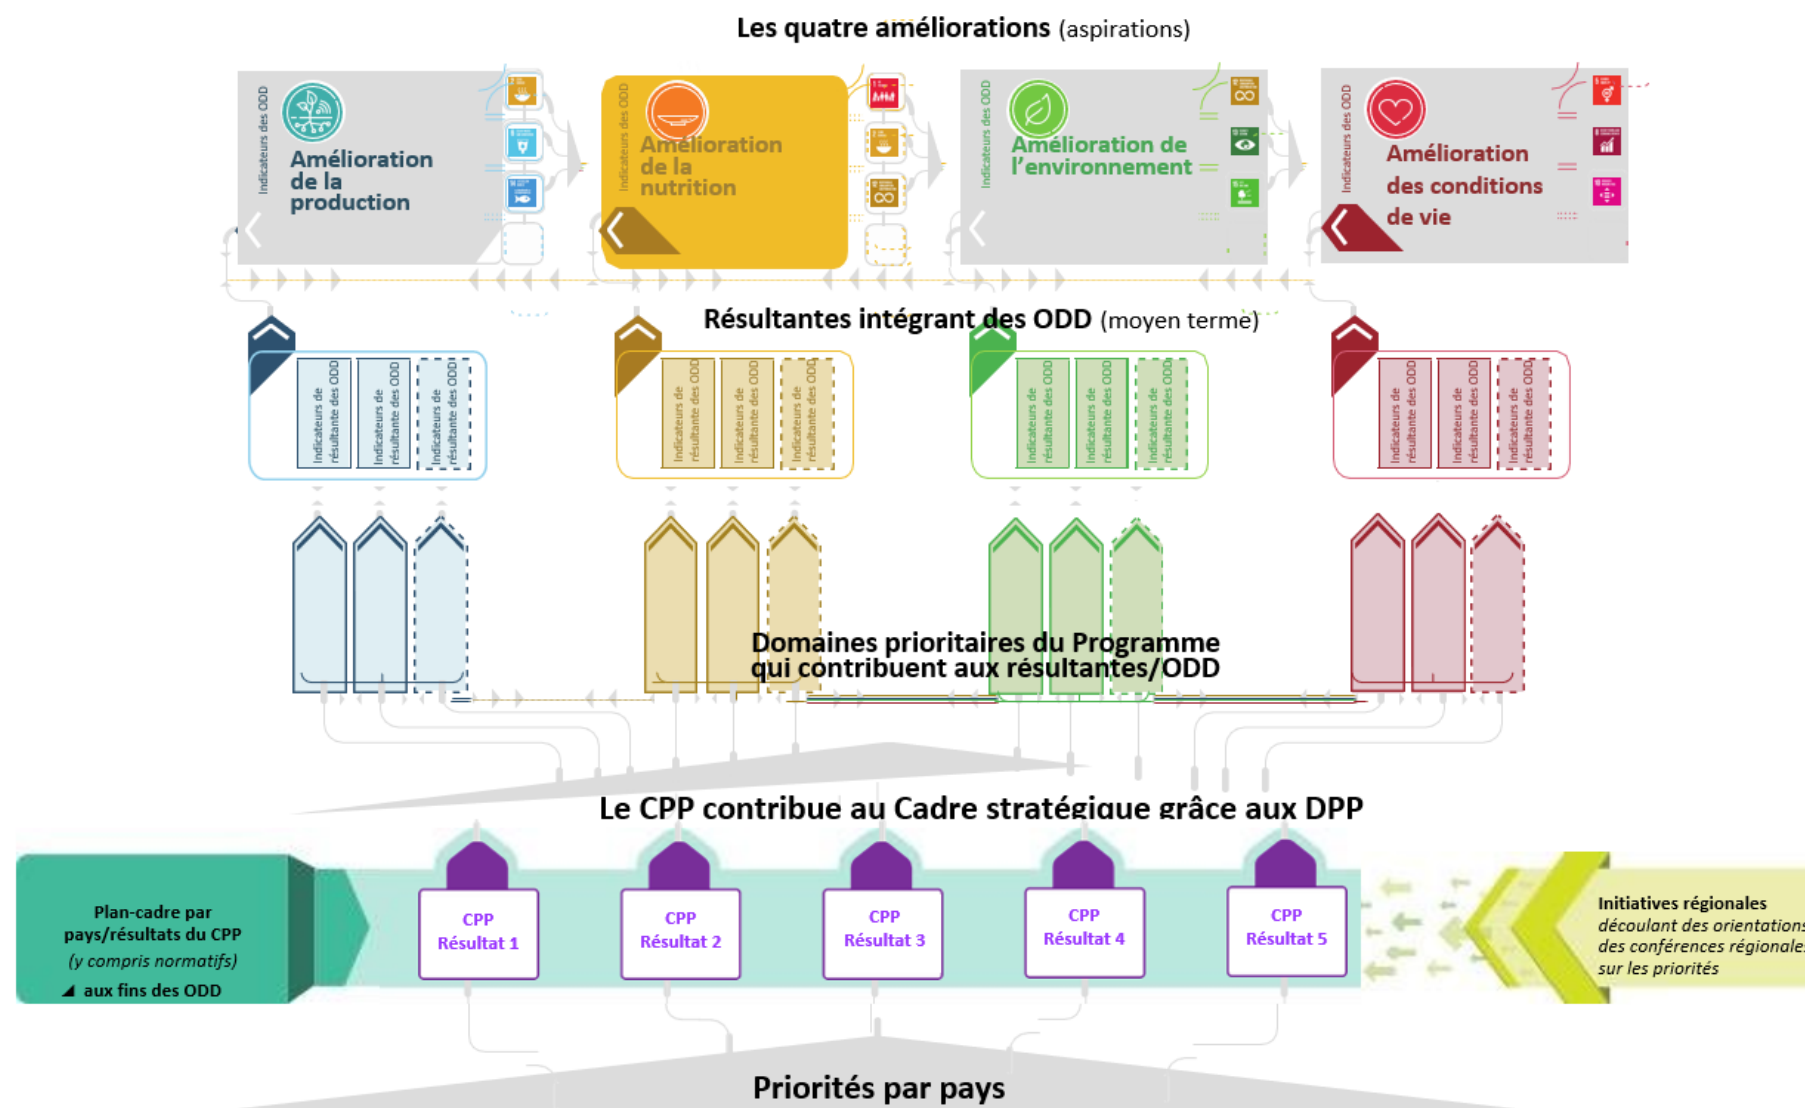 Les quatre améliorations (aspirations)
Indicateurs des ODD
Amélioration
de la
production
Indicateurs des ODD
Amélioration
de la
nutrition
Indicateurs des ODD
Amélioration de
l'environnement
Indicateurs des ODD
Amélioration
des conditions
de vie
Résultantes intégrant des ODD (moyen terme)
Indicateurs de
résultante des ODD
Indicateurs de
résultante des ODD
Indicateurs de
résultante des ODD
Indicateurs de
résultante des ODD
Indicateurs de
résultante des ODD
Indicateurs de
résultante des ODD
Indicateurs de
résultante des ODD
Indicateurs de
résultante des ODD
Indicateurs de
résultante des ODD
Indicateurs de
résultante des ODD
Indicateurs de
résultante des ODD
Indicateurs de
résultante des ODD
Domaines prioritaires du Programme
qui contribuent aux résultantes/ODD
Le CPP contribue au Cadre stratégique grâce aux DPP
Plan-cadre par
pays/résultats du CPP
(y compris normatifs)
aux fins des ODD
CPP
Résultat 1
CPP
Résultat 2
CPP
Résultat 3
CPP
Résultat 4
CPP
Résultat 5
Initiatives régionales
découlant des orientations
des conférences régionales
sur les priorités
Priorités par pays